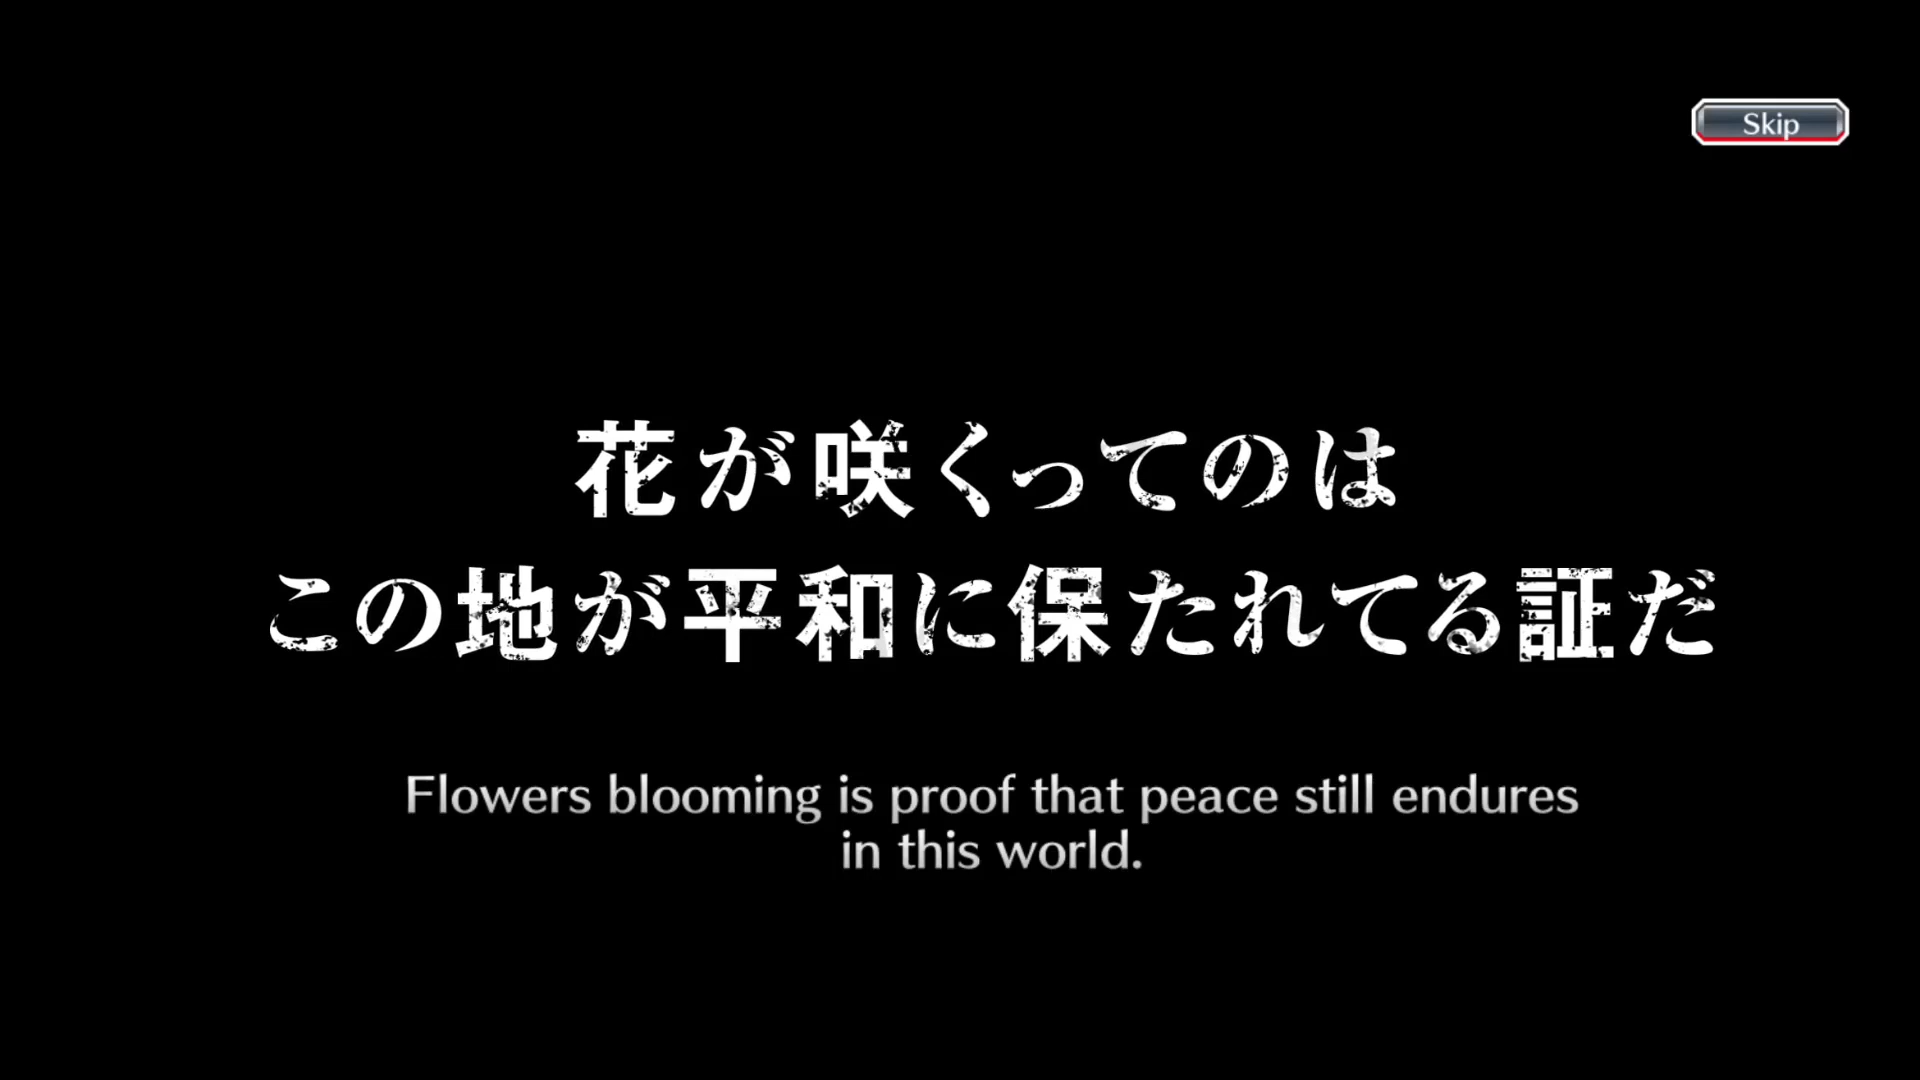 Skip
花が咲くってのは
この地が平和に保たれてる証だ
Flowers blooming is proof that peace still endures
in this world.